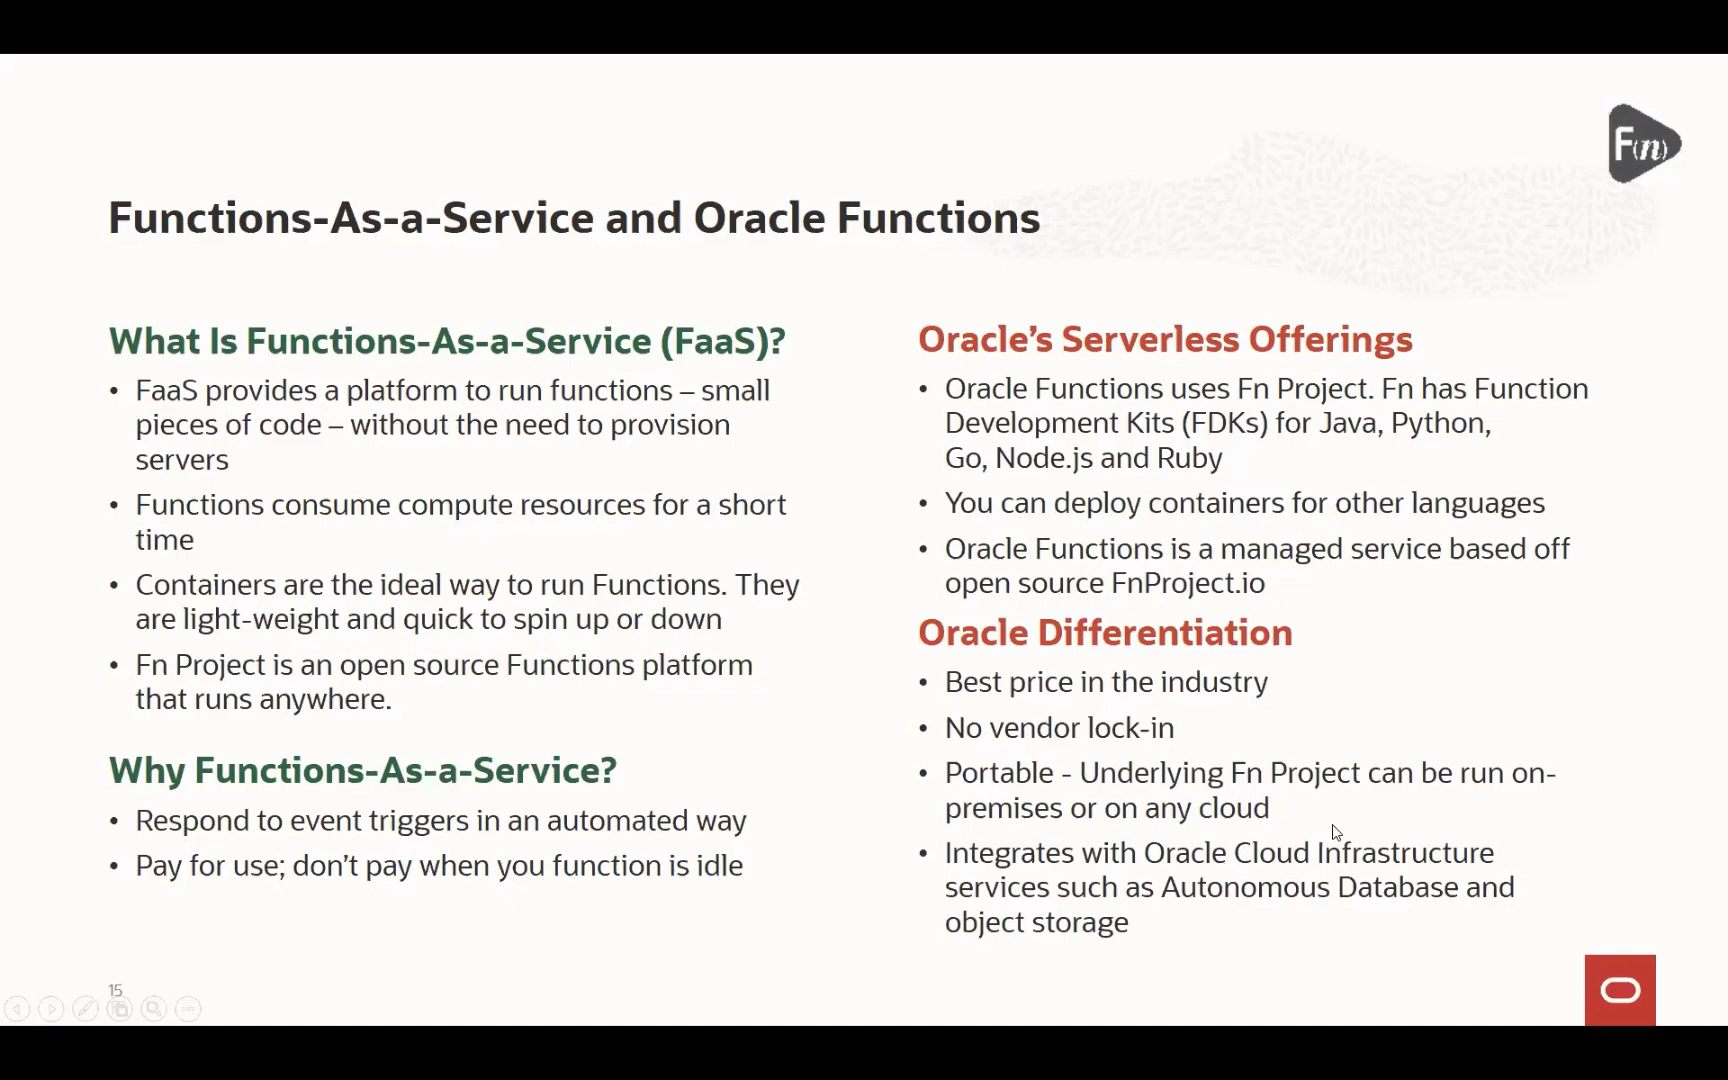 F(n)
Functions-As-a-Service and Oracle Functions
What Is Functions-As-a-Service (FaaS)?
• FaaS provides a platform to run functions – small
pieces of code – without the need to provision
servers
• Functions consume compute resources for a short
time
• Containers are the ideal way to run Functions. They
are light-weight and quick to spin up or down
• Fn Project is an open source Functions platform
that runs anywhere.
Why Functions-As-a-Service?
• Respond to event triggers in an automated way
• Pay for use; don’t pay when you function is idle
Oracle’s Serverless Offerings
• Oracle Functions uses Fn Project. Fn has Function
Development Kits (FDKs) for Java, Python,
Go, Node.js and Ruby
• You can deploy containers for other languages
• Oracle Functions is a managed service based off
open source FnProject.io
Oracle Differentiation
• Best price in the industry
• No vendor lock-in
• Portable - Underlying Fn Project can be run on-
premises or on any cloud
• Integrates with Oracle Cloud Infrastructure
services such as Autonomous Database and
object storage
15